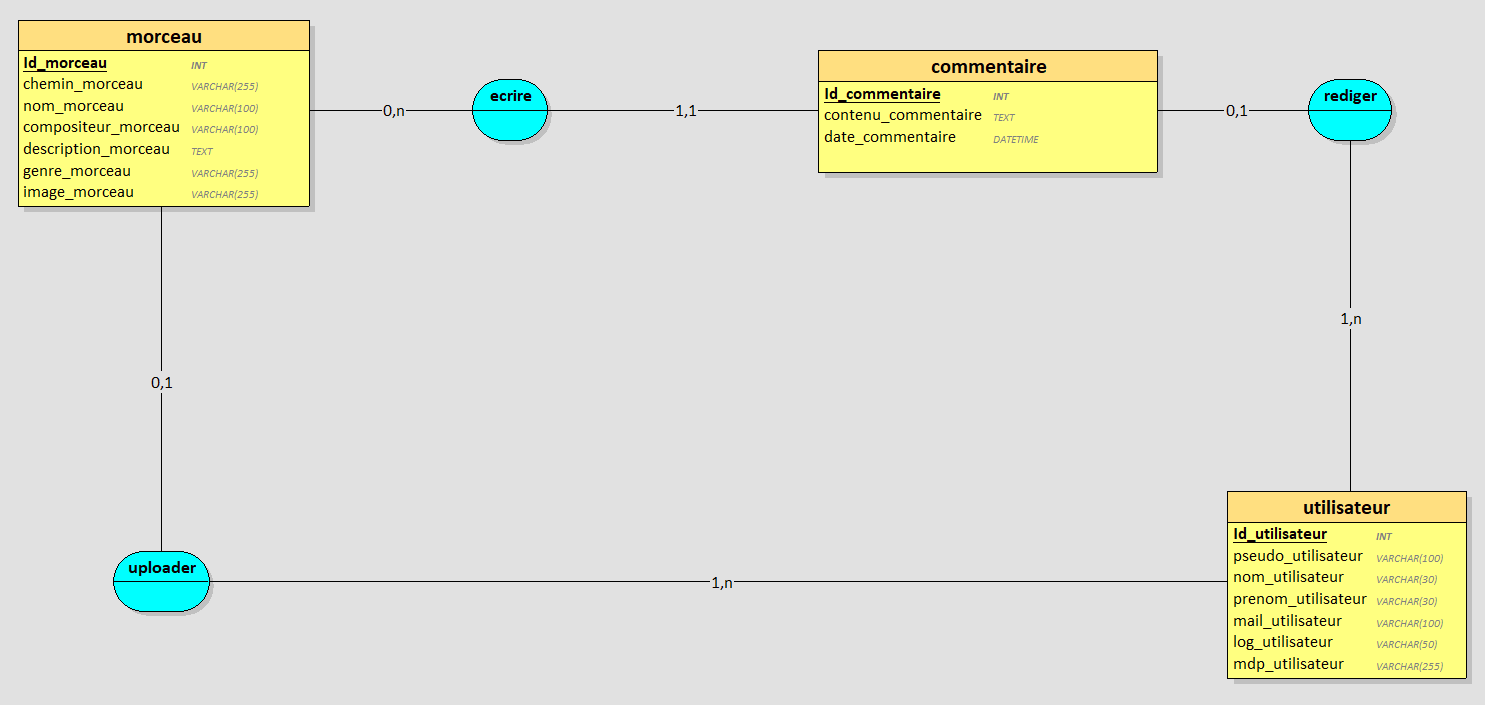 morceau
Id_morceau INT
chemin_morceau VARCHAR(255)
nom_morceau VARCHAR(100)
compositeur_morceau VARCHAR(100)
description_morceau TEXT
genre_morceau VARCHAR(255)
image_morceau VARCHAR(255)
0,n
ecrire
1,1
commentaire
Id_commentaire INT
contenu_commentaire TEXT
date_commentaire DATETIME
0,1
rediger
1,n
0,1
uploader
1,n
utilisateur
Id_utilisateur INT
pseudo_utilisateur VARCHAR(100)
nom_utilisateur VARCHAR(30)
prenom_utilisateur VARCHAR(30)
mail_utilisateur VARCHAR(100)
log_utilisateur VARCHAR(50)
mdp_utilisateur VARCHAR(255)